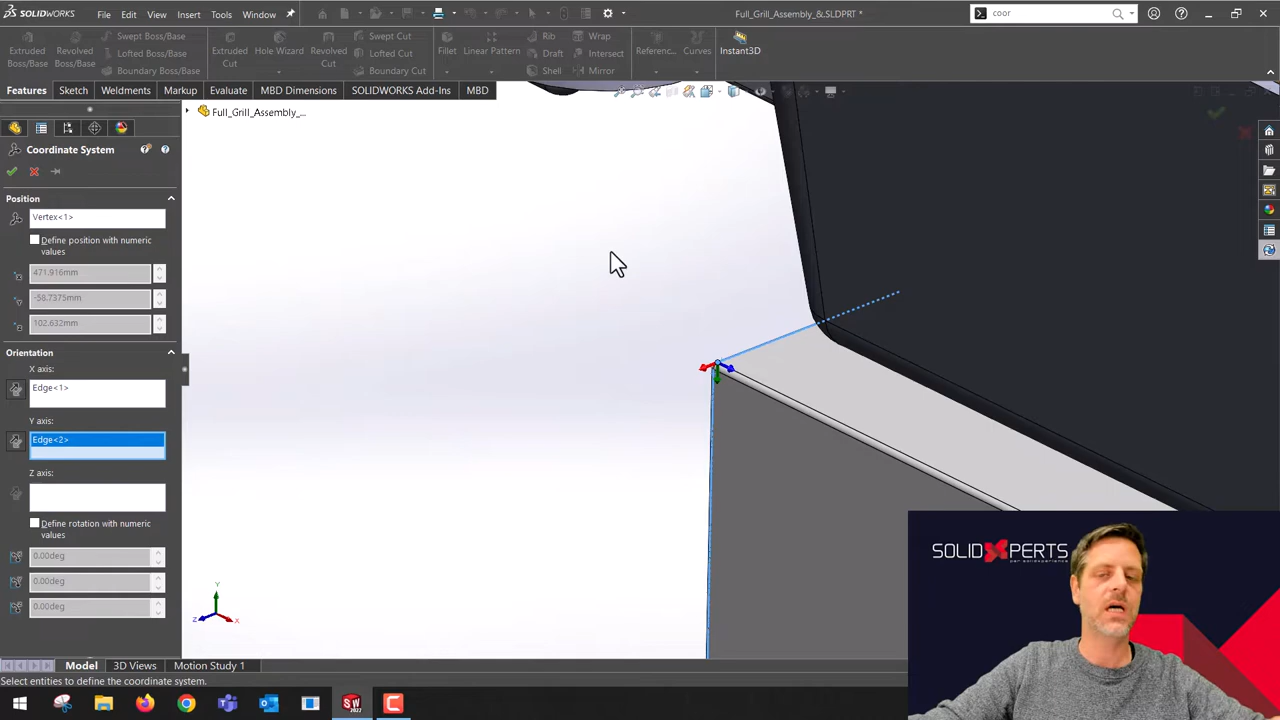 SOLIDWORKS File Edit View Insert Tools Window Full_Grill_Assembly_&.SLDPRT * coor
Extruded Boss/Base
Revolved Boss/Base
Swept Boss/Base
Lofted Boss/Base
Boundary Boss/Base
Extruded Cut
Hole Wizard
Revolved Cut
Swept Cut
Lofted Cut
Boundary Cut
Fillet
Linear Pattern
Rib
Draft
Shell
Wrap
Intersect
Mirror
Referenc...
Curves
Instant3D
Features Sketch Weldments Markup Evaluate MBD Dimensions SOLIDWORKS Add-Ins MBD
Full_Grill_Assembly_...
Coordinate System
Position
Vertex<1>
Define position with numeric
values
471.916mm
-58.7375mm
102.632mm
Orientation
X axis:
Edge<1>
Y axis:
Edge<2>
Z axis:
Define rotation with numeric
values
0.00deg
0.00deg
0.00deg
Y
Z X
SOLIDXPERTS
par solidxperience
Model 3D Views Motion Study 1
Select entities to define the coordinate system.
SW
2022